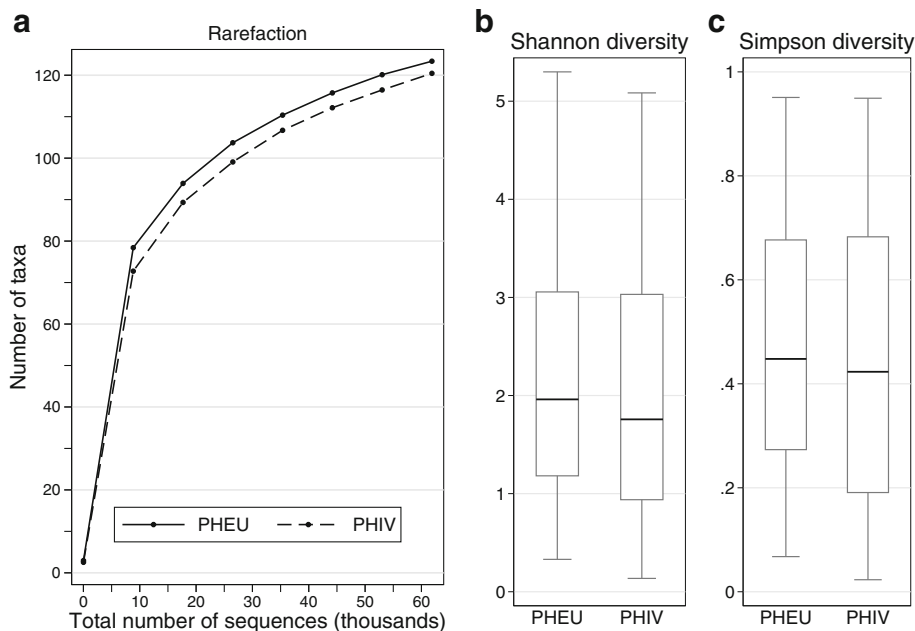 a
Rarefaction
Number of taxa
120
100
80
60
40
20
0
PHEU
PHIV
0 10 20 30 40 50 60
Total number of sequences (thousands)
b
Shannon diversity
5
4
3
2
1
0
PHEU PHIV
c
Simpson diversity
1
.8
.6
.4
.2
0
PHEU PHIV